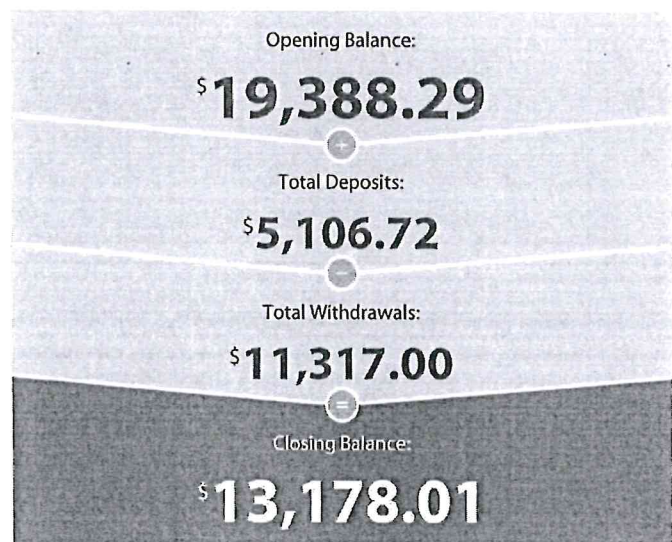 Opening Balance:
$19,388.29
+
Total Deposits:
$5,106.72
−
Total Withdrawals:
$11,317.00
=
Closing Balance:
$13,178.01